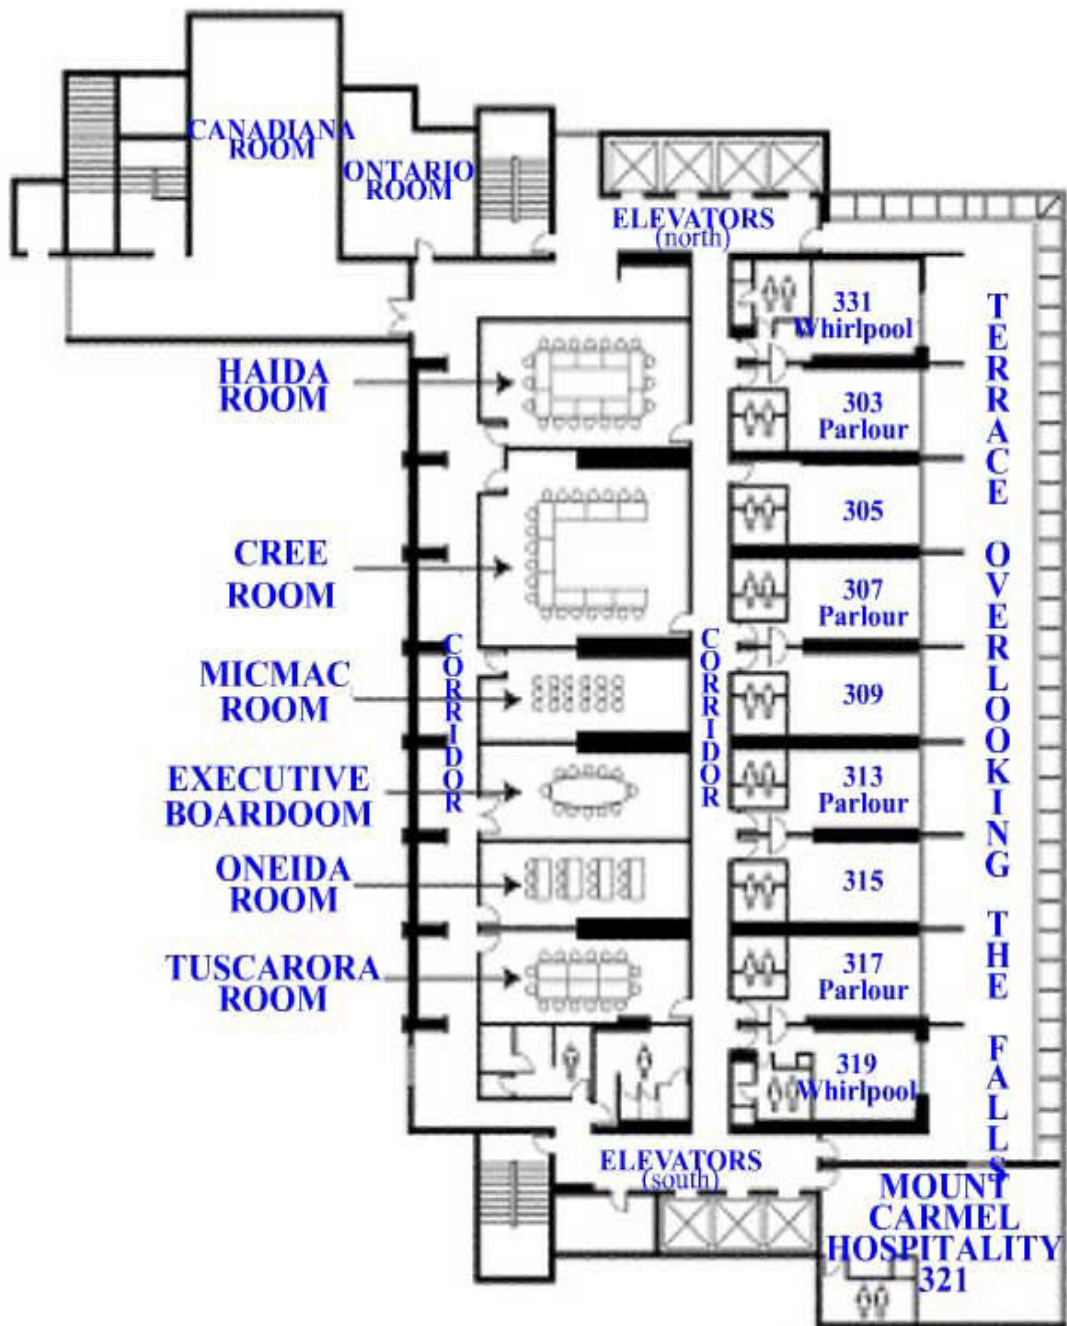 CANADIANA
ROOM
ONTARIO
ROOM
ELEVATORS
(north)
331
Whirlpool
HAIDA
ROOM
303
Parlour
305
CREE
ROOM
307
Parlour
CORRIDOR
CORRIDOR
MICMAC
ROOM
309
EXECUTIVE
BOARDOOM
313
Parlour
ONEIDA
ROOM
315
TUSCARORA
ROOM
317
Parlour
319
Whirlpool
TERRACE OVERLOOKING THE FALLS
ELEVATORS
(south)
MOUNT
CARMEL
HOSPITALITY
321